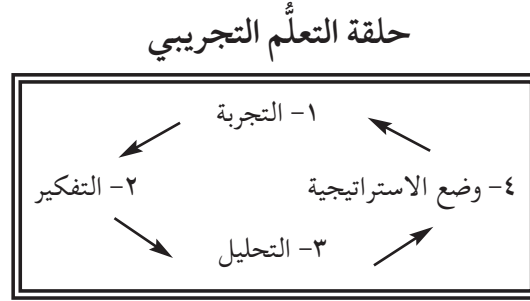 حلقة التعلُّم التجريبي
١- التجربة
٢- التفكير
٤- وضع الاستراتيجية
٣- التحليل